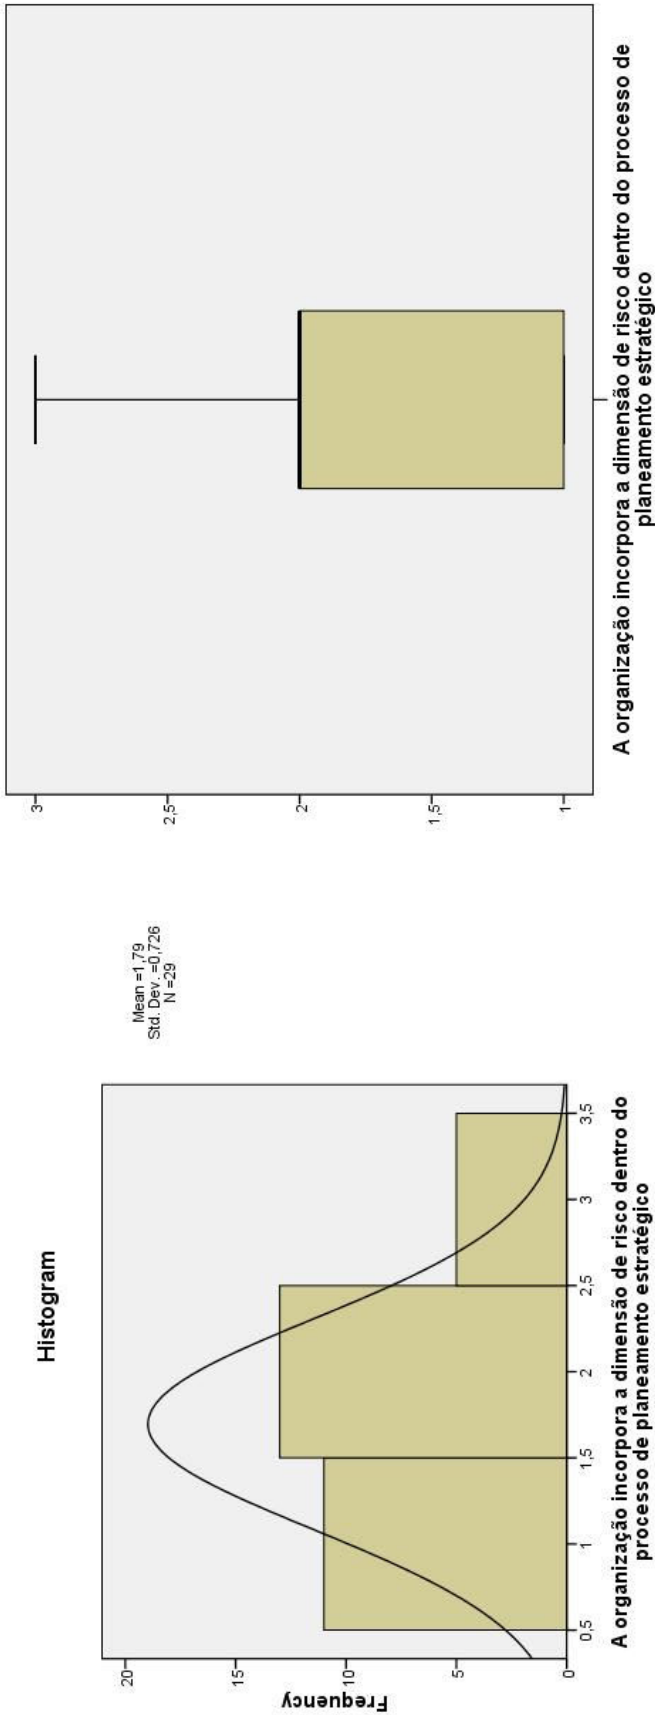 Histogram
Frequency
20
15
10
5
0
0,5
1
1,5
2
2,5
3
3,5
A organização incorpora a dimensão de risco dentro do
processo de planeamento estratégico
Mean =1,79
Std. Dev. =0,726
N =29
3
2,5
2
1,5
1
A organização incorpora a dimensão de risco dentro do processo de
planeamento estratégico